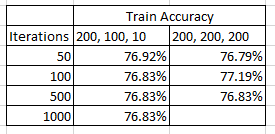 Train Accuracy
Iterations 200, 100, 10 200, 200, 200
50 76.92% 76.79%
100 76.83% 77.19%
500 76.83% 76.83%
1000 76.83%